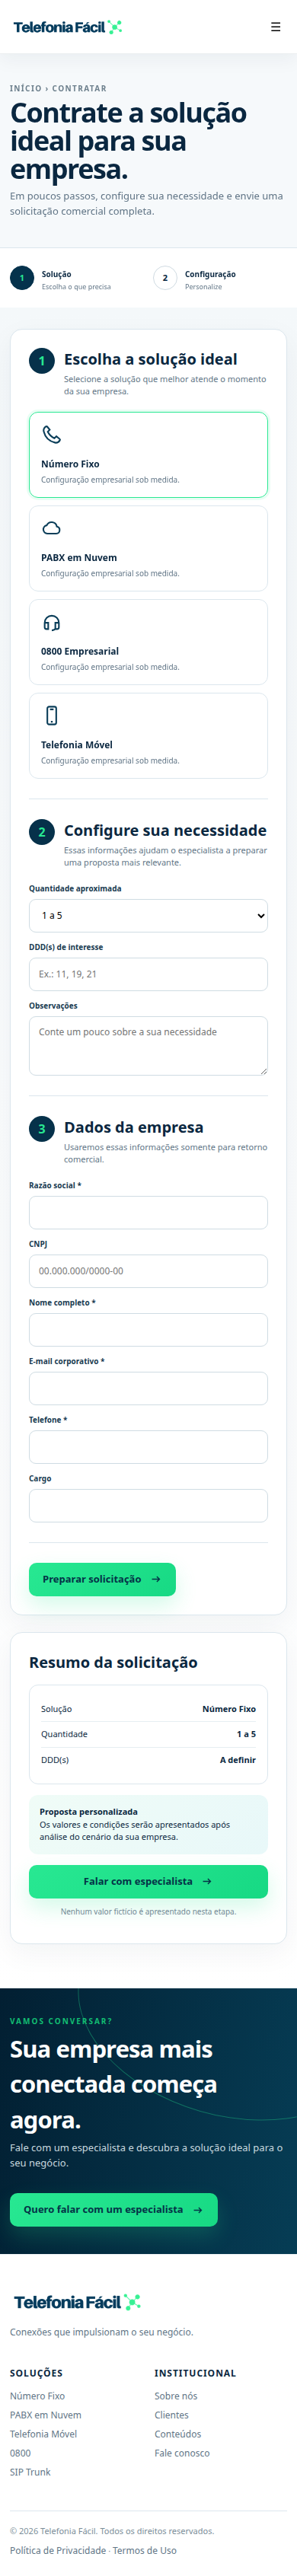 Telefonia Fácil
☰
INÍCIO › CONTRATAR
Contrate a solução
ideal para sua
empresa.
Em poucos passos, configure sua necessidade e envie uma
solicitação comercial completa.
1
Solução
Escolha o que precisa
2
Configuração
Personalize
1
Escolha a solução ideal
Selecione a solução que melhor atende o momento
da sua empresa.
Número Fixo
Configuração empresarial sob medida.
PABX em Nuvem
Configuração empresarial sob medida.
0800 Empresarial
Configuração empresarial sob medida.
Telefonia Móvel
Configuração empresarial sob medida.
2
Configure sua necessidade
Essas informações ajudam o especialista a preparar
uma proposta mais relevante.
Quantidade aproximada
1 a 5
DDD(s) de interesse
Ex.: 11, 19, 21
Observações
Conte um pouco sobre a sua necessidade
3
Dados da empresa
Usaremos essas informações somente para retorno
comercial.
Razão social *
CNPJ
00.000.000/0000-00
Nome completo *
E-mail corporativo *
Telefone *
Cargo
Preparar solicitação →
Resumo da solicitação
Solução Número Fixo
Quantidade 1 a 5
DDD(s) A definir
Proposta personalizada
Os valores e condições serão apresentados após
análise do cenário da sua empresa.
Falar com especialista →
Nenhum valor fictício é apresentado nesta etapa.
VAMOS CONVERSAR?
Sua empresa mais
conectada começa
agora.
Fale com um especialista e descubra a solução ideal para o
seu negócio.
Quero falar com um especialista →
Telefonia Fácil
Conexões que impulsionam o seu negócio.
SOLUÇÕES
Número Fixo
PABX em Nuvem
Telefonia Móvel
0800
SIP Trunk
INSTITUCIONAL
Sobre nós
Clientes
Conteúdos
Fale conosco
© 2026 Telefonia Fácil. Todos os direitos reservados.
Política de Privacidade · Termos de Uso